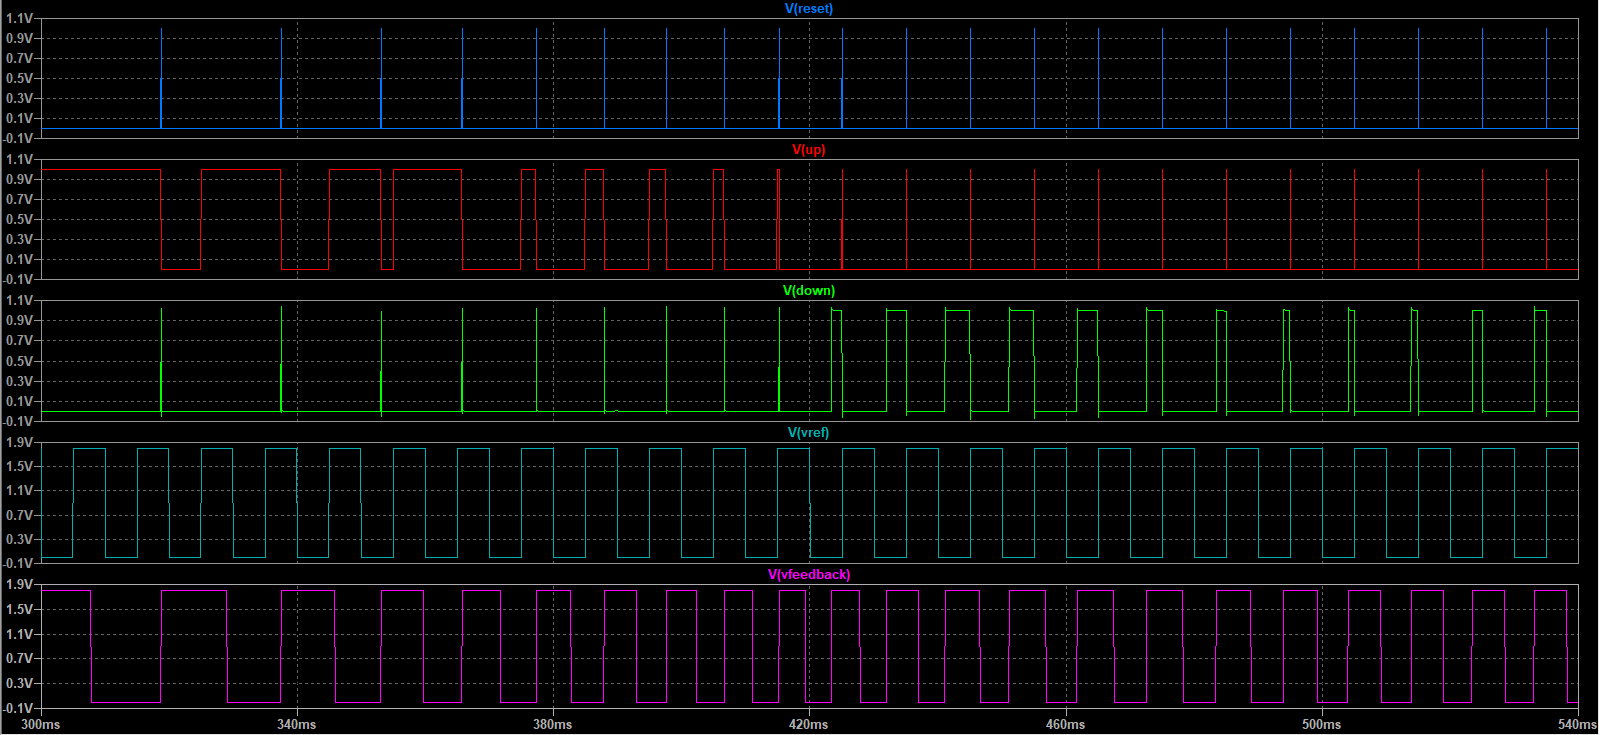 V(reset)
1.1V
0.9V
0.7V
0.5V
0.3V
0.1V
-0.1V
V(up)
1.1V
0.9V
0.7V
0.5V
0.3V
0.1V
-0.1V
V(down)
1.1V
0.9V
0.7V
0.5V
0.3V
0.1V
-0.1V
V(vref)
1.9V
1.5V
1.1V
0.7V
0.3V
-0.1V
V(vfeedback)
1.9V
1.5V
1.1V
0.7V
0.3V
-0.1V
300ms 340ms 380ms 420ms 460ms 500ms 540ms